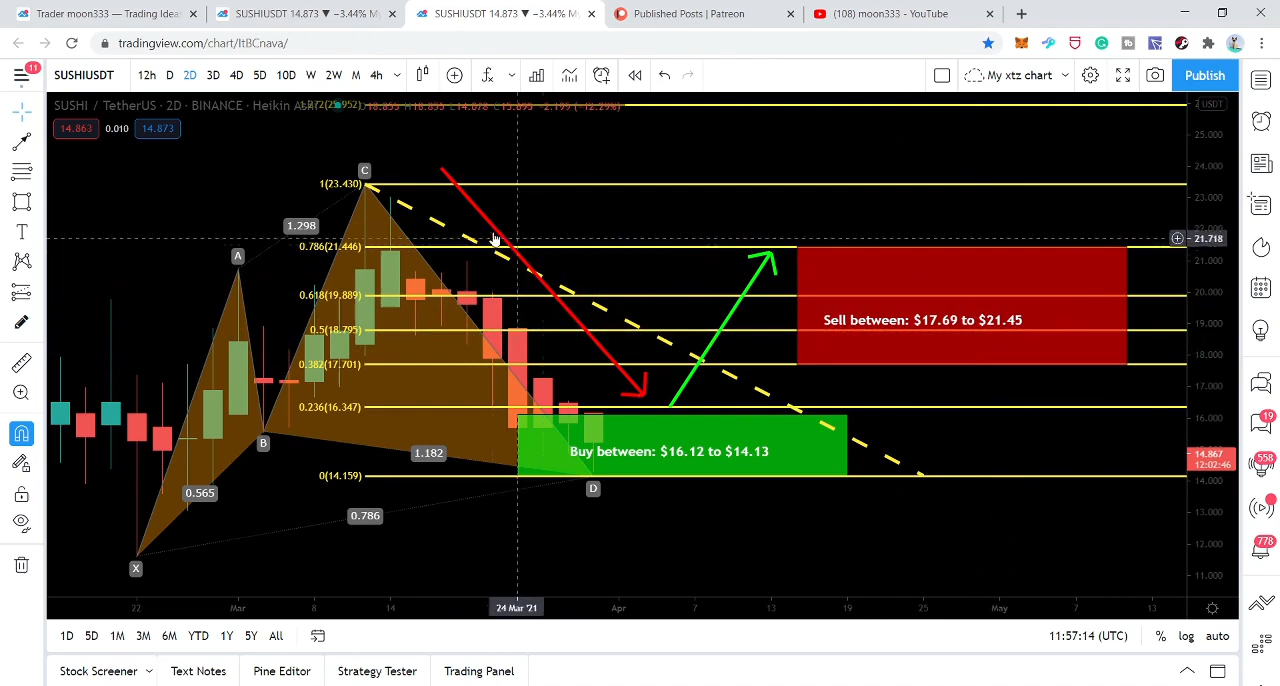 Trader moon333 — Trading Ideas
SUSHIUSDT 14.873 ▼ −3.44% My
SUSHIUSDT 14.873 ▼ −3.44% My
Published Posts | Patreon
(108) moon333 - YouTube
tradingview.com/chart/ItBCnava/
11
SUSHIUSDT 12h D 2D 3D 4D 5D 10D W 2W M 4h My xtz chart Publish
SUSHI / TetherUS · 2D · BINANCE · Heikin
USDT
14.863 0.010 14.873
25.000
24.000
23.000
21.718
21.000
20.000
19.000
18.000
17.000
16.000
14.867
12:02:46
14.000
13.000
12.000
11.000
1(23.430)
0.786(21.446)
0.618(19.889)
0.5(18.795)
0.382(17.701)
0.236(16.347)
0(14.159)
C
1.298
A
B
1.182
0.565
D
0.786
X
Sell between: $17.69 to $21.45
Buy between: $16.12 to $14.13
22 Mar 8 14 24 Mar '21 Apr 7 13 19 25 May 7 13
19
558
778
1D 5D 1M 3M 6M YTD 1Y 5Y All
11:57:14 (UTC) % log auto
Stock Screener Text Notes Pine Editor Strategy Tester Trading Panel